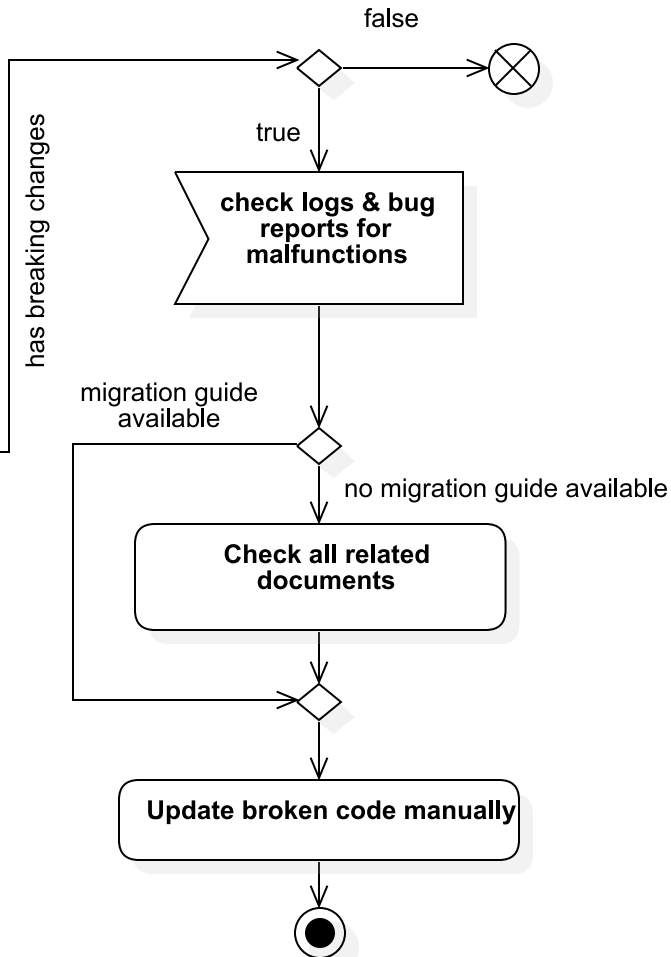 false
true
has breaking changes
check logs & bug
reports for
malfunctions
migration guide
available
no migration guide available
Check all related
documents
Update broken code manually